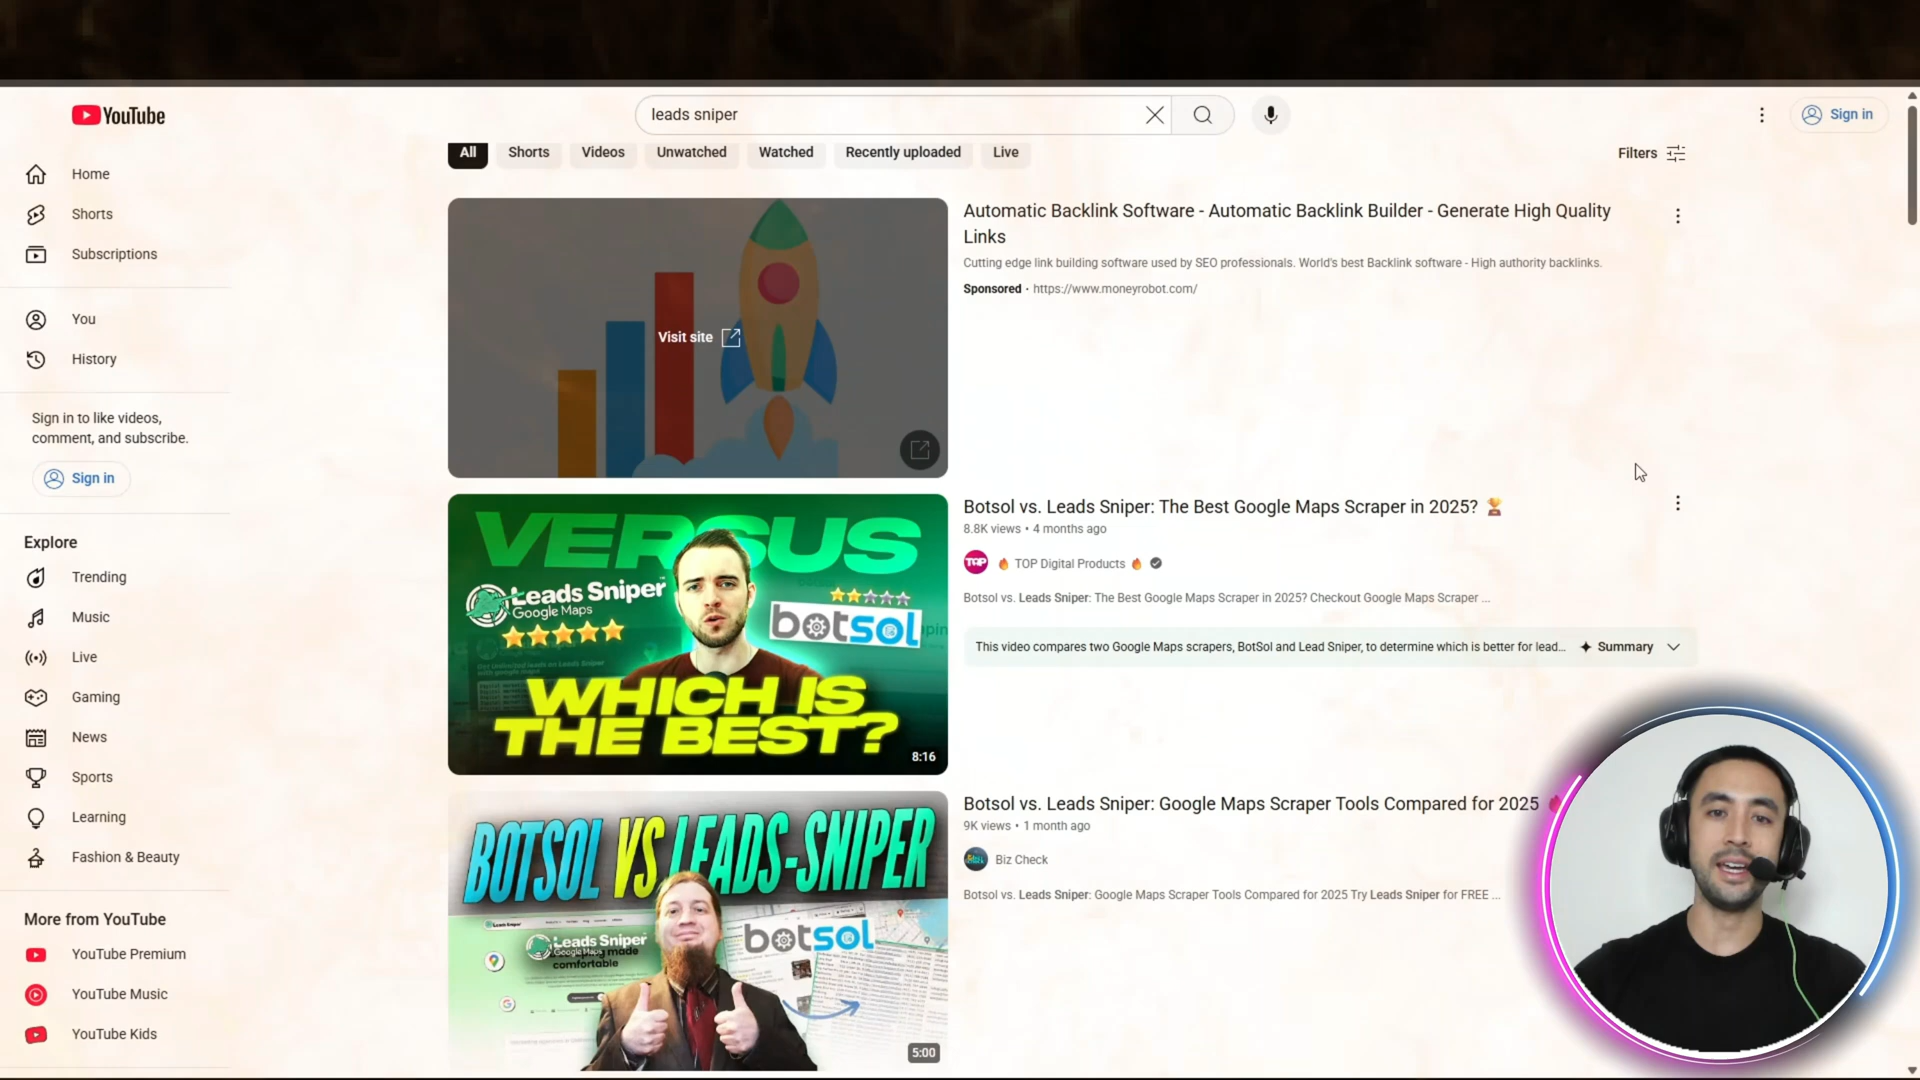 YouTube
leads sniper
Sign in
All
Shorts
Videos
Unwatched
Watched
Recently uploaded
Live
Filters
Home
Shorts
Subscriptions
You
History
Sign in to like videos,
comment, and subscribe.
Sign in
Explore
Trending
Music
Live
Gaming
News
Sports
Learning
Fashion & Beauty
More from YouTube
YouTube Premium
YouTube Music
YouTube Kids
Visit site
Automatic Backlink Software - Automatic Backlink Builder - Generate High Quality
Links
Cutting edge link building software used by SEO professionals. World's best Backlink software - High authority backlinks.
Sponsored · https://www.moneyrobot.com/
VERSUS
Leads Sniper
Google Maps
botsol
WHICH IS
THE BEST?
8:16
Botsol vs. Leads Sniper: The Best Google Maps Scraper in 2025? 🏆
8.8K views • 4 months ago
TOP
🔥 TOP Digital Products 🔥
Botsol vs. Leads Sniper: The Best Google Maps Scraper in 2025? Checkout Google Maps Scraper ...
This video compares two Google Maps scrapers, BotSol and Lead Sniper, to determine which is better for lead...
Summary
BOTSOL VS LEADS-SNIPER
Leads Sniper
Google Maps
made
comfortable
botsol
5:00
Botsol vs. Leads Sniper: Google Maps Scraper Tools Compared for 2025
9K views • 1 month ago
Biz Check
Botsol vs. Leads Sniper: Google Maps Scraper Tools Compared for 2025 Try Leads Sniper for FREE ...